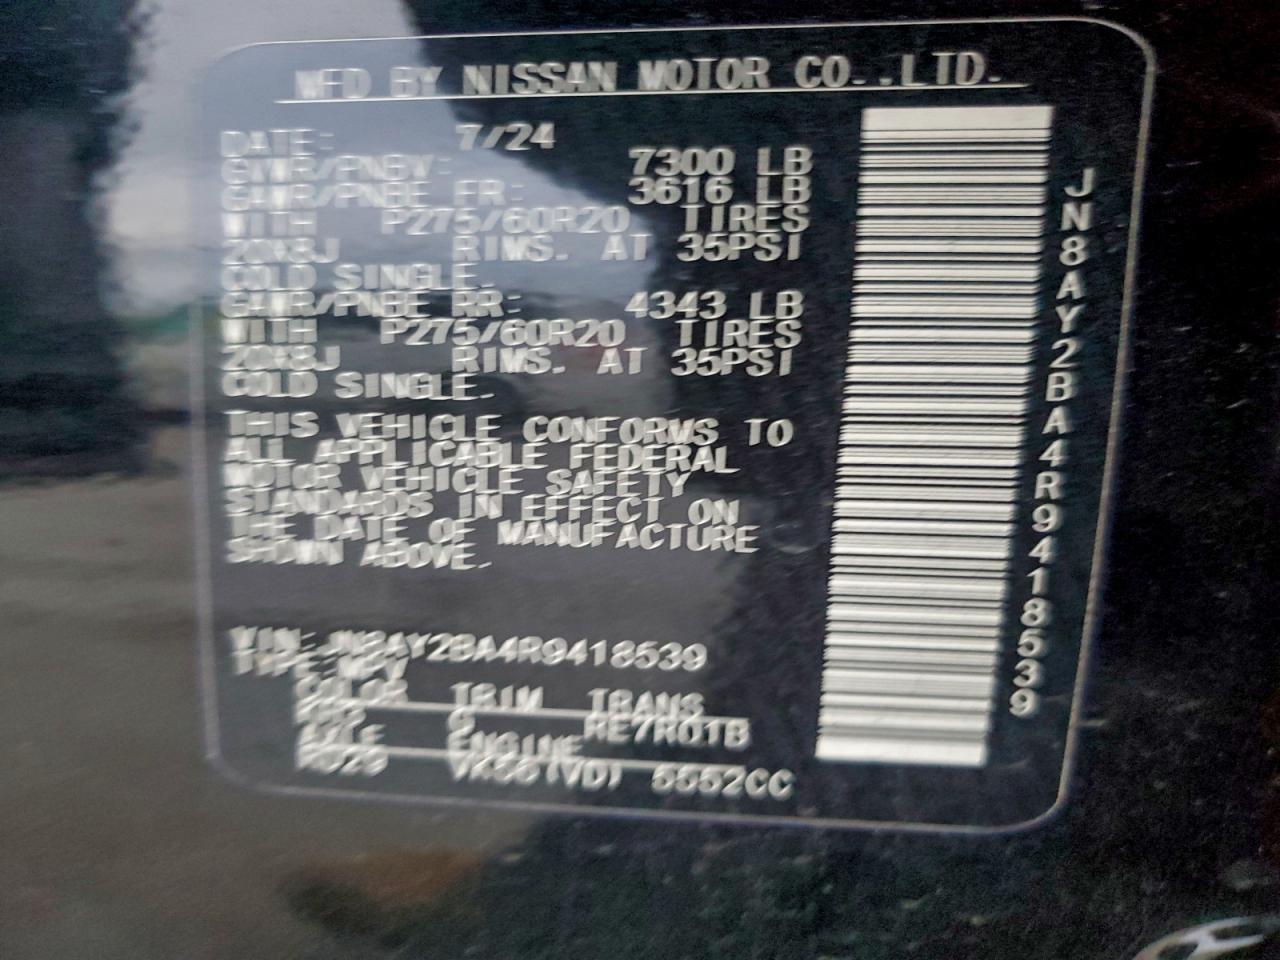 MFD BY NISSAN MOTOR CO.,LTD.
DATE: 7/24
GVWR/PNBV: 7300 LB
GAWR/PNBE FR: 3616 LB
WITH P275/60R20 TIRES
20x8J RIMS. AT 35PSI
COLD SINGLE.
GAWR/PNBE RR: 4343 LB
WITH P275/60R20 TIRES
20x8J RIMS. AT 35PSI
COLD SINGLE.
THIS VEHICLE CONFORMS TO
ALL APPLICABLE FEDERAL
MOTOR VEHICLE SAFETY
STANDARDS IN EFFECT ON
THE DATE OF MANUFACTURE
SHOWN ABOVE.
VIN:JN8AY2BA4R9418539
TYPE:MPV
COLOR TRIM TRANS
G RE7R01B
AXLE ENGINE
RD29 VK56(VD) 5552CC
JN8AY2BA4R9418539